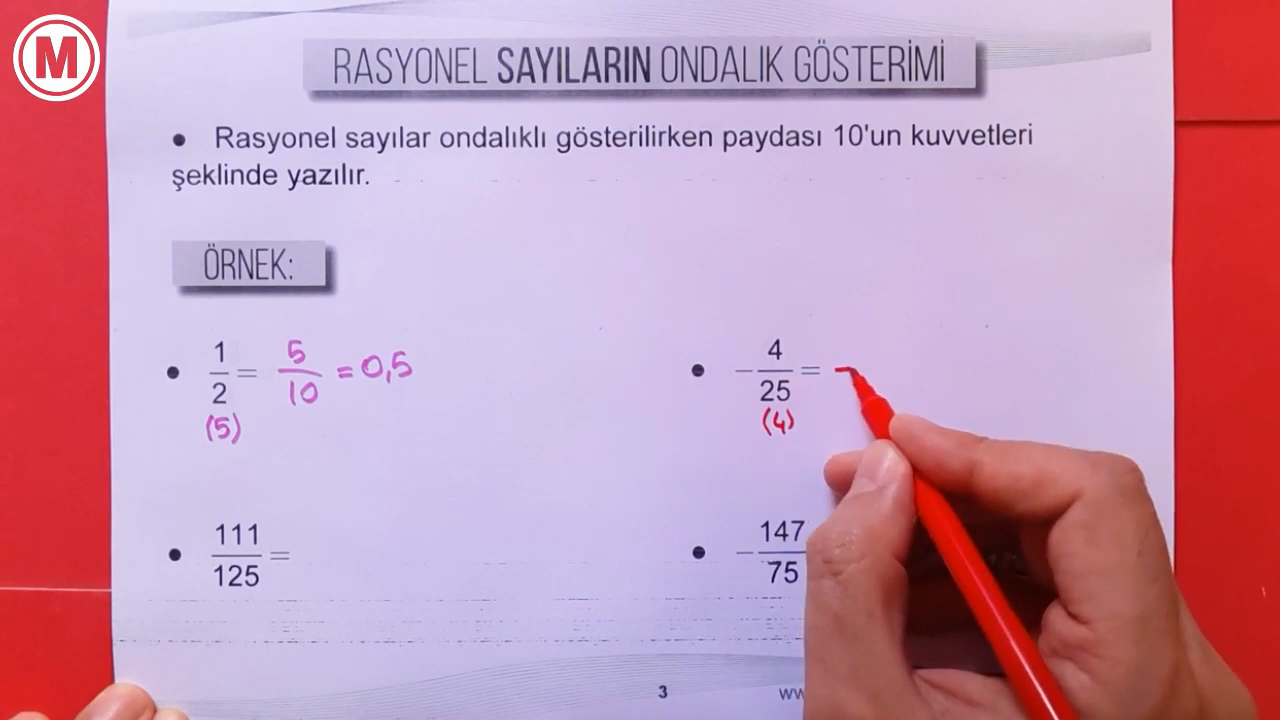 M
RASYONEL SAYILARIN ONDALIK GÖSTERİMİ
• Rasyonel sayılar ondalıklı gösterilirken paydası 10'un kuvvetleri
şeklinde yazılır.
ÖRNEK:
• 1/2 = 5/10 = 0,5
(5)
• -4/25 = -
(4)
• 111/125 =
• -147/75
3